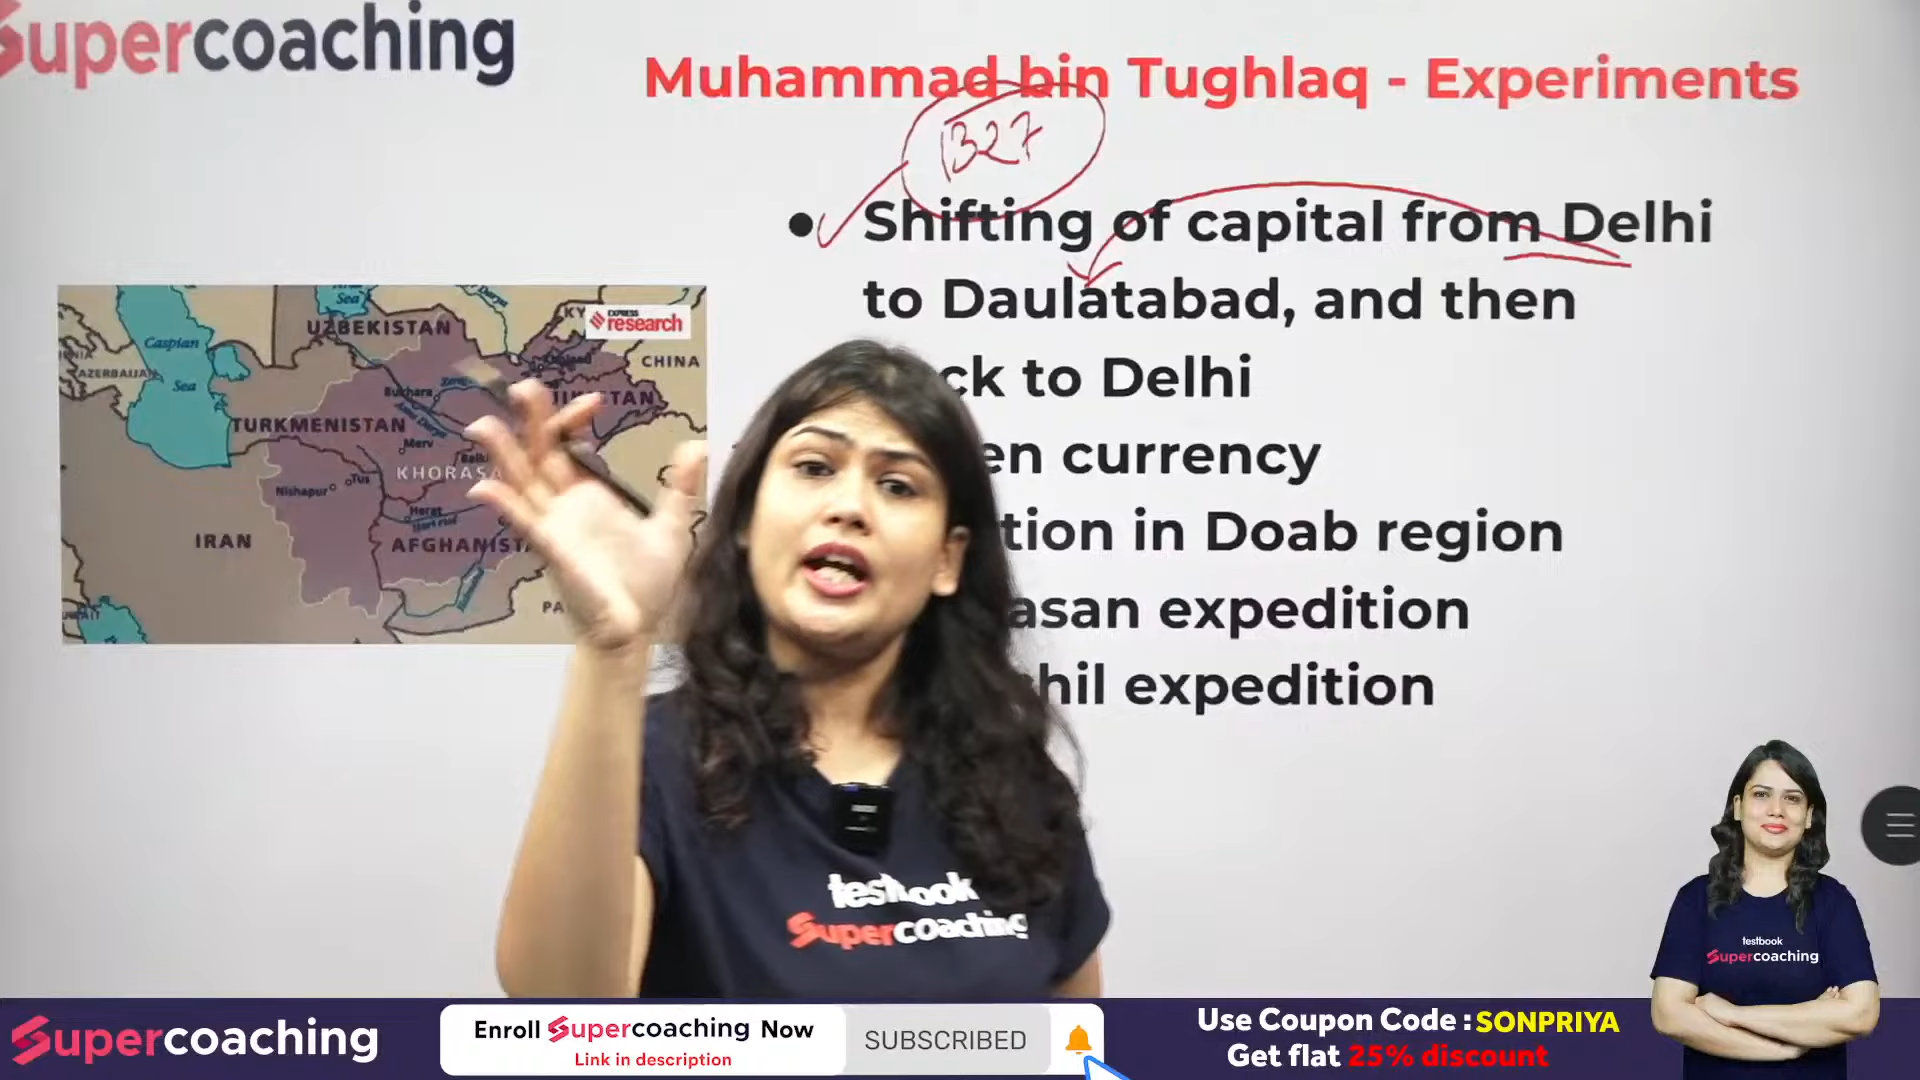 Supercoaching
Muhammad bin Tughlaq - Experiments
1327
● Shifting of capital from Delhi
to Daulatabad, and then
ck to Delhi
en currency
tion in Doab region
asan expedition
hil expedition
Sea
UZBEKISTAN
KY
EXPRESS
research
Caspian
Sea
CHINA
AZERBAIJAN
Bukhara
TURKMENISTAN
Merv
KHORASA
Nishapur
Tus
Herat
IRAN
AFGHANIST
PA
testbook
Supercoaching
testbook
Supercoaching
Supercoaching
Enroll Supercoaching Now
Link in description
SUBSCRIBED
Use Coupon Code : SONPRIYA
Get flat 25% discount